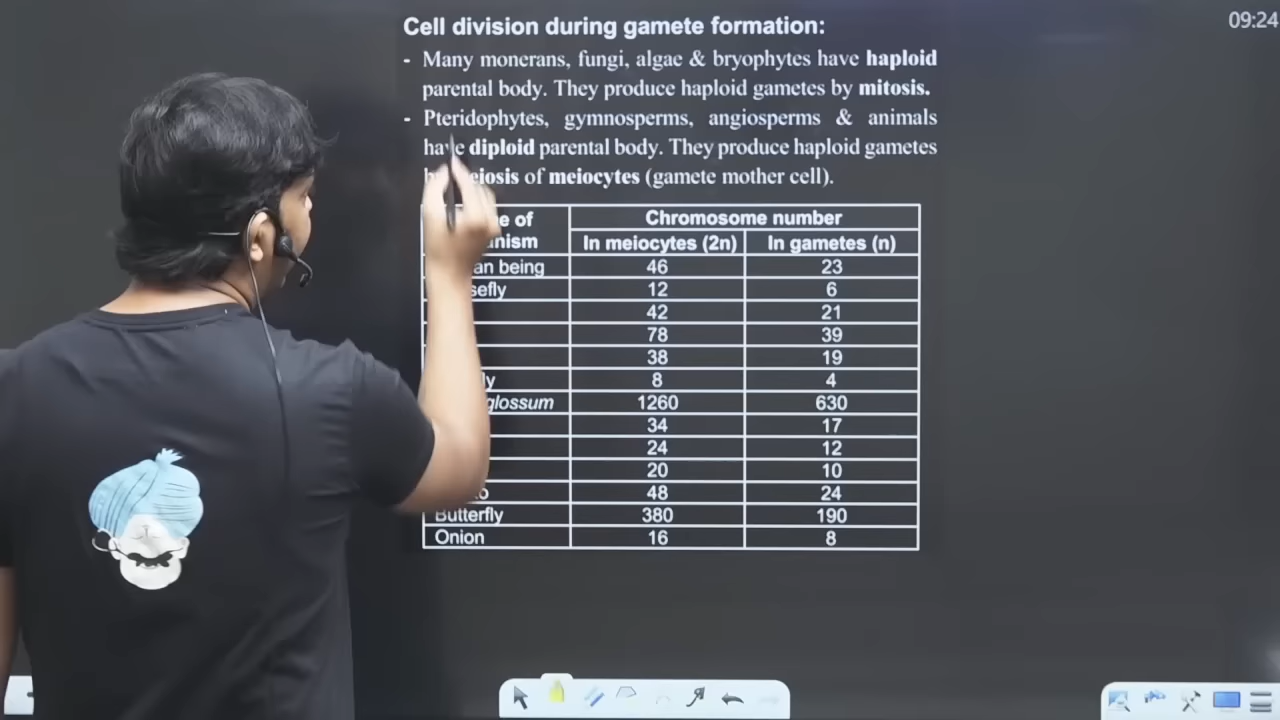 09:24
Cell division during gamete formation:
- Many monerans, fungi, algae & bryophytes have haploid
parental body. They produce haploid gametes by mitosis.
- Pteridophytes, gymnosperms, angiosperms & animals
have diploid parental body. They produce haploid gametes
of meiocytes (gamete mother cell).
of Chromosome number
In meiocytes (2n) In gametes (n)
being 46 23
12 6
42 21
78 39
38 19
8 4
1260 630
34 17
24 12
20 10
48 24
Butterfly 380 190
Onion 16 8